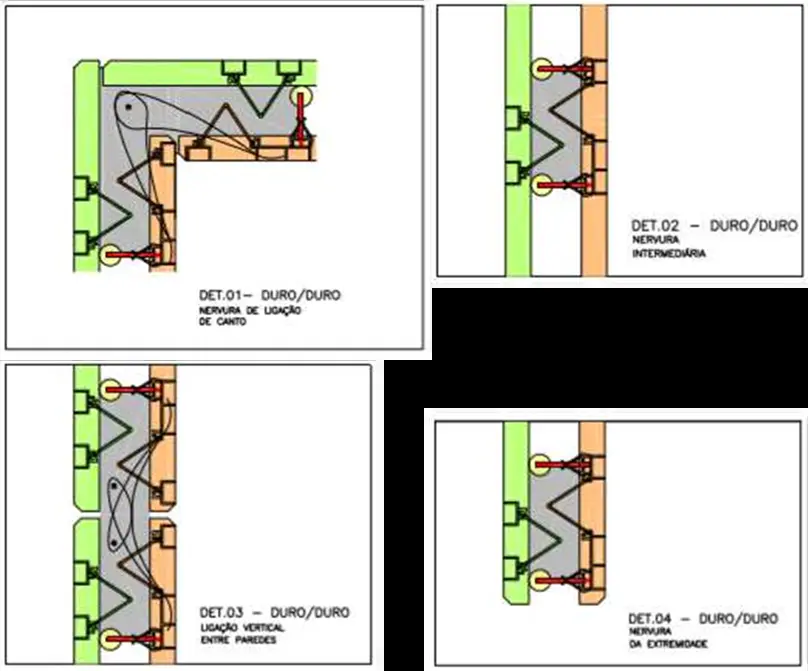 DET.01- DURO/DURO
NERVURA DE LIGAÇÃO
DE CANTO
DET.02 - DURO/DURO
NERVURA
INTERMEDIÁRIA
DET.03 - DURO/DURO
LIGAÇÃO VERTICAL
ENTRE PAREDES
DET.04 - DURO/DURO
NERVURA
DA EXTREMIDADE